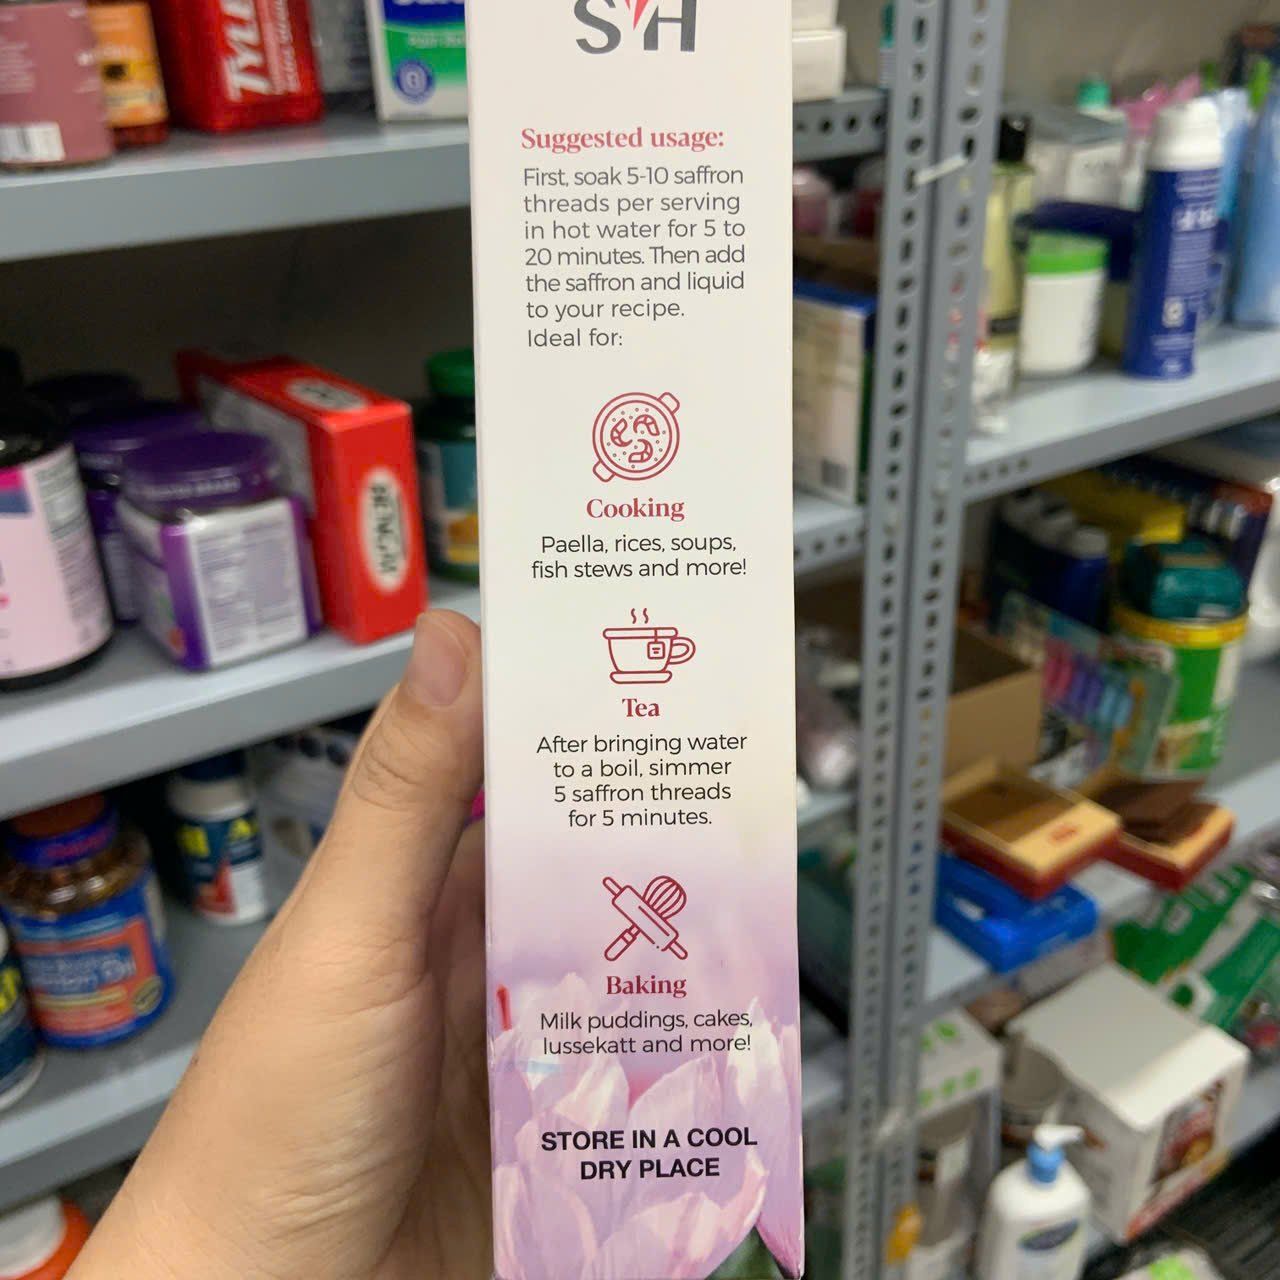 SH
Suggested usage:
First, soak 5-10 saffron
threads per serving
in hot water for 5 to
20 minutes. Then add
the saffron and liquid
to your recipe.
Ideal for:
Cooking
Paella, rices, soups,
fish stews and more!
Tea
After bringing water
to a boil, simmer
5 saffron threads
for 5 minutes.
Baking
Milk puddings, cakes,
lussekatt and more!
STORE IN A COOL
DRY PLACE
TYLE
BENGAY